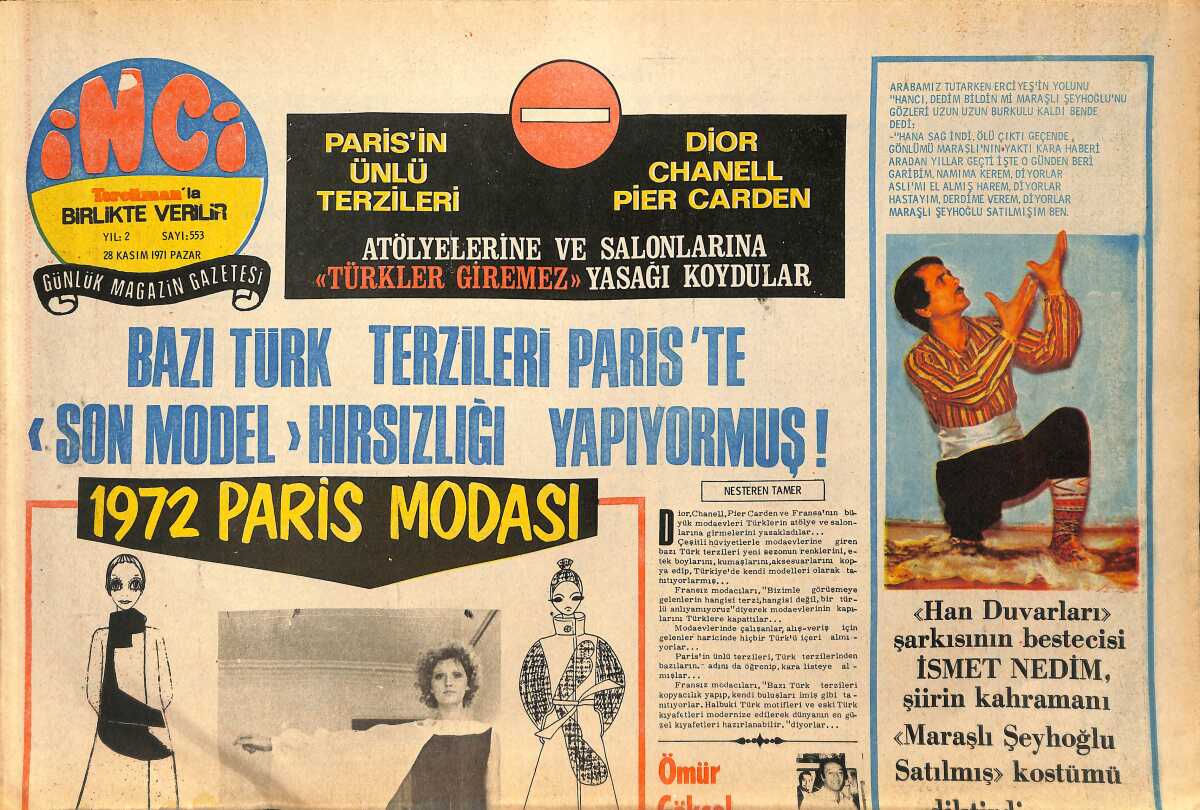 inci
Tercüman'la
BİRLİKTE VERİLİR
YIL: 2 SAYI: 553
28 KASIM 1971 PAZAR
GÜNLÜK MAGAZİN GAZETESİ
PARİS'İN
ÜNLÜ
TERZİLERİ
DİOR
CHANELL
PİER CARDEN
ATÖLYELERİNE VE SALONLARINA
«TÜRKLER GİREMEZ» YASAĞI KOYDULAR
BAZI TÜRK TERZİLERİ PARİS'TE
‹ SON MODEL › HIRSIZLIĞI YAPIYORMUŞ !
1972 PARİS MODASI
NESTEREN TAMER
Dior, Chanell, Pier Carden ve Fransa'nın bü-
yük modaevleri Türklerin atölye ve salon-
larına girmelerini yasakladılar...
Çeşitli hüviyetlerle modaevlerine giren
bazı Türk terzileri yeni sezonun renklerini, e-
tek boylarını, kumaşlarını, aksesuarlarını kop-
ya edip, Türkiye'de kendi modelleri olarak ta-
nıtıyorlarmış...
Fransız modacıları, "Bizimle görüşmeye
gelenlerin hangisi terzi, hangisi değil, bir tür-
lü anlıyamıyoruz" diyerek modaevlerinin kapı-
larını Türklere kapattılar...
Modaevlerinde çalışanlar, alış-veriş için
gelenler haricinde hiçbir Türk'ü içeri almı-
yorlar...
Paris'in ünlü terzileri, Türk terzilerinden
bazıların. adını da öğrenip, kara listeye al-
mışlar...
Fransız modacıları, "Bazı Türk terzileri
kopyacılık yapıp, kendi buluşları imiş gibi ta-
nıtıyorlar. Halbuki Türk motifleri ve eski Türk
kıyafetleri modernize edilerek dünyanın en gü-
zel kıyafetleri hazırlanabilir. "diyorlar...
Ömür
Göksel
ARABAMIZ TUTARKEN ERCİYEŞ'İN YOLUNU
"HANCI, DEDİM BİLDİN Mİ MARAŞLI ŞEYHOĞLU'NU
GÖZLERİ UZUN UZUN BURKULU KALDI BENDE
DEDİ;
-"HANA SAĞ İNDİ, ÖLÜ ÇIKTI GEÇENDE,
GÖNLÜMÜ MARAŞLI'NIN YAKTI KARA HABERİ
ARADAN YILLAR GEÇTİ İŞTE O GÜNDEN BERİ
GARİBİM, NAMIMA KEREM, DİYORLAR
ASLI'MI EL ALMIŞ HAREM, DİYORLAR
HASTAYIM, DERDİME VEREM, DİYORLAR
MARAŞLI ŞEYHOĞLU SATILMIŞIM BEN.
«Han Duvarları»
şarkısının bestecisi
İSMET NEDİM,
şiirin kahramanı
«Maraşlı Şeyhoğlu
Satılmış» kostümü